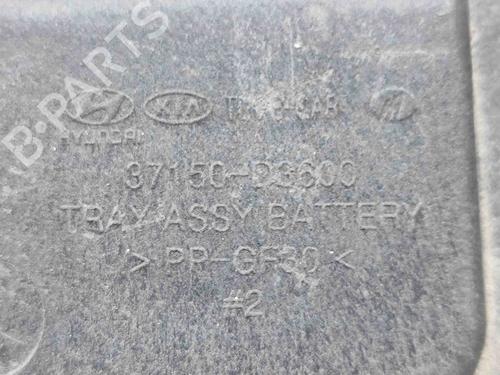 B-PARTS
HYUNDAI KIA
37150-D3600
TRAY ASSY BATTERY
> PP-GF30 <
#2